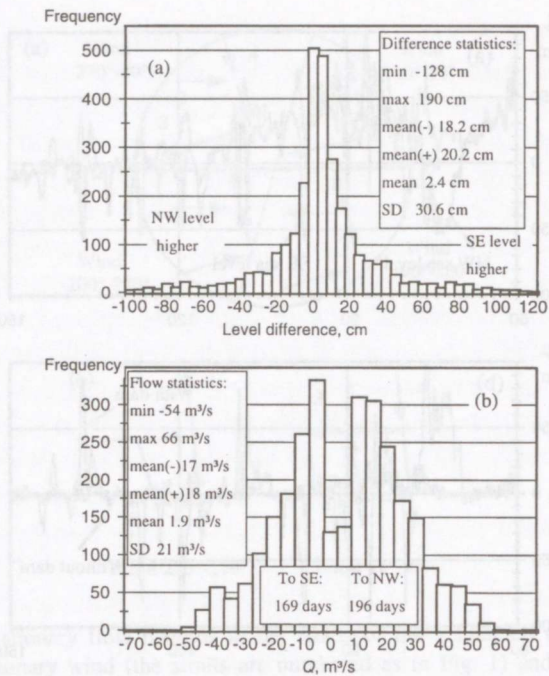 Frequency
500
400
300
200
100
0
(a)
Difference statistics:
min -128 cm
max 190 cm
mean(-) 18.2 cm
mean(+) 20.2 cm
mean 2.4 cm
SD 30.6 cm
NW level
higher
SE level
higher
-100 -80 -60 -40 -20 0 20 40 60 80 100 120
Level difference, cm
Frequency
350
300
250
200
150
100
50
0
Flow statistics:
min -54 m³/s
max 66 m³/s
mean(-)17 m³/s
mean(+)18 m³/s
mean 1.9 m³/s
SD 21 m³/s
(b)
To SE: To NW:
169 days 196 days
-70 -60 -50 -40 -30 -20 -10 0 10 20 30 40 50 60 70
Q, m³/s